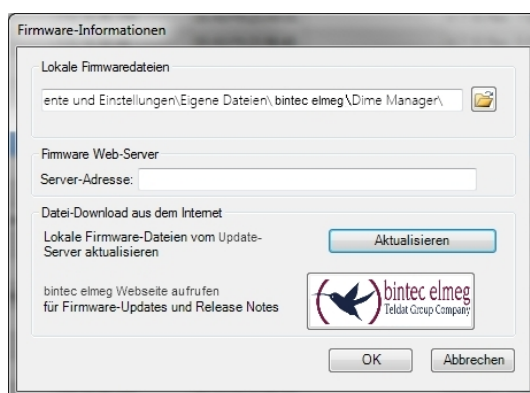 Firmware-Informationen
Lokale Firmwaredateien
ente und Einstellungen\Eigene Dateien\ bintec elmeg\Dime Manager\
Firmware Web-Server
Server-Adresse:
Datei-Download aus dem Internet
Lokale Firmware-Dateien vom Update-
Server aktualisieren
Aktualisieren
bintec elmeg Webseite aufrufen
für Firmware-Updates und Release Notes
bintec elmeg
Teldat Group Company
OK
Abbrechen